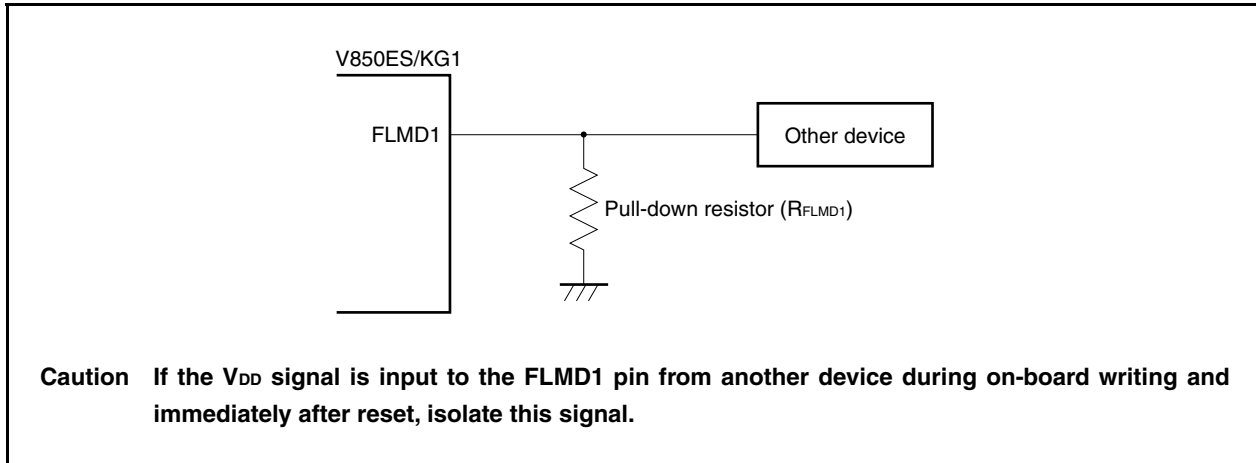 V850ES/KG1
FLMD1
Other device
Pull-down resistor (RFLMD1)
Caution If the VDD signal is input to the FLMD1 pin from another device during on-board writing and
immediately after reset, isolate this signal.